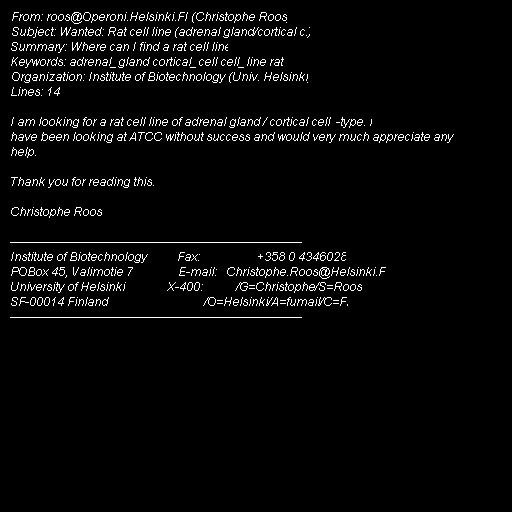 From: roos@Operoni.Helsinki.FI (Christophe Roos
Subject: Wanted: Rat cell line (adrenal gland/cortical c.
Summary: Where can I find a rat cell line
Keywords: adrenal_gland cortical_cell cell_line rat
Organization: Institute of Biotechnology (Univ. Helsinki
Lines: 14
I am looking for a rat cell line of adrenal gland / cortical cell -type. I
have been looking at ATCC without success and would very much appreciate any
help.
Thank you for reading this.
Christophe Roos
Institute of Biotechnology Fax: +358 0 4346028
POBox 45, Valimotie 7 E-mail: Christophe.Roos@Helsinki.F
University of Helsinki X-400: /G=Christophe/S=Roos
SF-00014 Finland /O=Helsinki/A=fumail/C=F